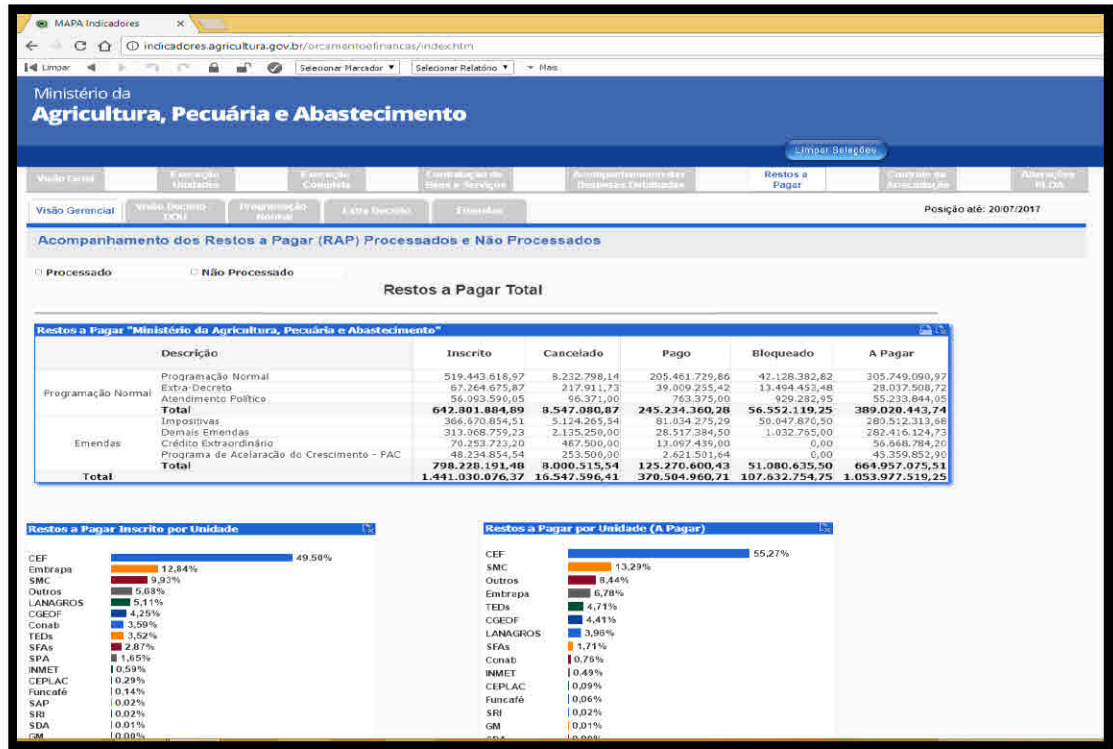 MAPA Indicadores
indicadores.agricultura.gov.br/orcamentoefinancas/index.htm
Limpar Selecionar Marcador Selecionar Relatório Mais
Ministério da
Agricultura, Pecuária e Abastecimento
Limpar Seleções
Visão Geral Execução Unidades Execução Completa Contratação de Bens e Serviços Acompanhamento das Despesas Detalhadas Restos a Pagar Controle de Arrecadação Alterações PLOA
Visão Gerencial Visão Decreto DOU Programação Normal Extra Decreto Emendas Posição até: 20/07/2017
Acompanhamento dos Restos a Pagar (RAP) Processados e Não Processados
Processado Não Processado
Restos a Pagar Total
Restos a Pagar "Ministério da Agricultura, Pecuária e Abastecimento"
Descrição Inscrito Cancelado Pago Bloqueado A Pagar
Programação Normal
Programação Normal 519.443.618,97 8.232.798,14 205.461.729,86 42.128.382,82 305.749.090,97
Extra-Decreto 67.264.675,87 217.911,73 39.009.255,42 13.494.453,48 28.037.508,72
Atendimento Político 56.093.590,05 96.371,00 763.375,00 929.282,95 55.233.844,05
Total 642.801.884,89 8.547.080,87 245.234.360,28 56.552.119,25 389.020.443,74
Emendas
Impositivas 366.670.854,51 5.124.265,54 81.034.275,29 50.047.870,50 280.512.313,68
Demais Emendas 313.068.759,23 2.135.250,00 28.517.384,50 1.032.765,00 282.416.124,73
Crédito Extraordinário 70.253.723,20 487.500,00 13.097.439,00 0,00 56.668.784,20
Programa de Acelaração do Crescimento - PAC 48.234.854,54 253.500,00 2.621.501,64 0,00 45.359.852,90
Total 798.228.191,48 8.000.515,54 125.270.600,43 51.080.635,50 664.957.075,51
Total 1.441.030.076,37 16.547.596,41 370.504.960,71 107.632.754,75 1.053.977.519,25
Restos a Pagar Inscrito por Unidade
CEF 49,50%
Embrapa 12,84%
SMC 9,93%
Outros 5,68%
LANAGROS 5,11%
CGEOF 4,25%
Conab 3,59%
TEDs 3,52%
SFAs 2,87%
SPA 1,65%
INMET 0,59%
CEPLAC 0,29%
Funcafé 0,14%
SAP 0,02%
SRI 0,02%
SDA 0,01%
GM 0,00%
Restos a Pagar por Unidade (A Pagar)
CEF 55,27%
SMC 13,29%
Outros 8,44%
Embrapa 6,78%
TEDs 4,71%
CGEOF 4,41%
LANAGROS 3,96%
SFAs 1,71%
Conab 0,76%
INMET 0,49%
CEPLAC 0,09%
Funcafé 0,06%
SRI 0,02%
GM 0,01%
SDA 0,00%